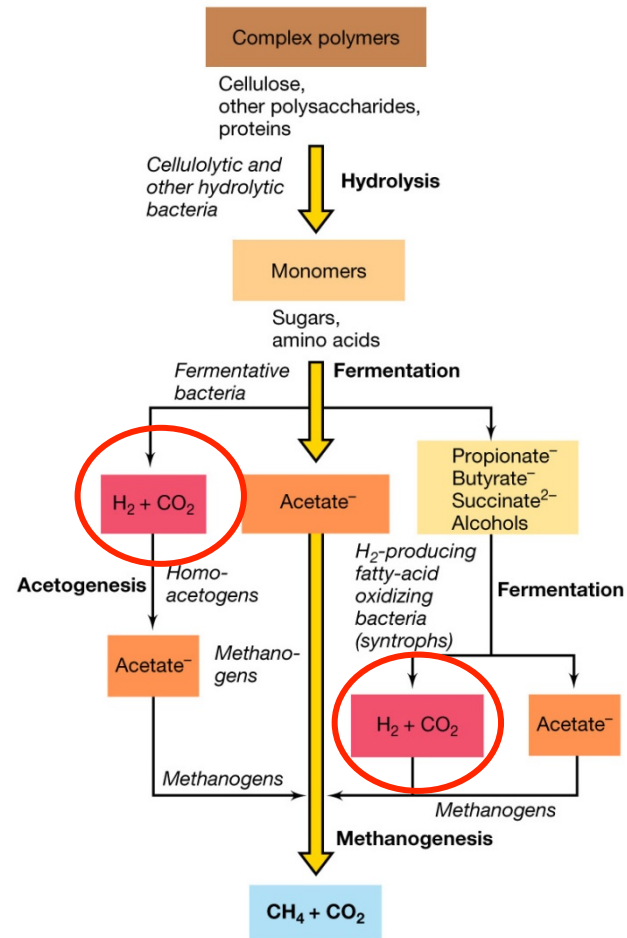 Complex polymers
Cellulose,
other polysaccharides,
proteins
Cellulolytic and
other hydrolytic
bacteria
Hydrolysis
Monomers
Sugars,
amino acids
Fermentative
bacteria
Fermentation
H₂ + CO₂
Acetate⁻
Propionate⁻
Butyrate⁻
Succinate²⁻
Alcohols
Acetogenesis
Homo-
acetogens
H₂-producing
fatty-acid
oxidizing
bacteria
(syntrophs)
Fermentation
Acetate⁻
Methano-
gens
H₂ + CO₂
Acetate⁻
Methanogens
Methanogens
Methanogenesis
CH₄ + CO₂